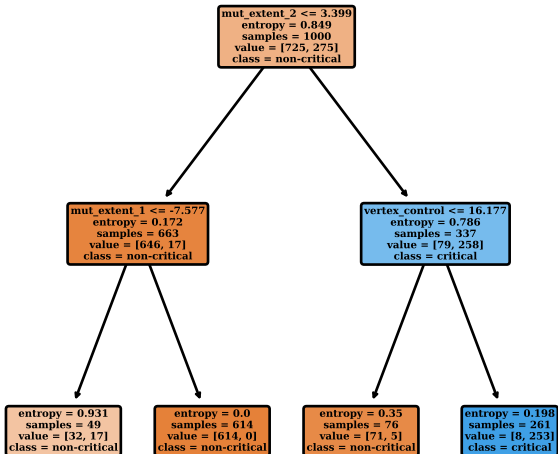 mut_extent_2 <= 3.399
entropy = 0.849
samples = 1000
value = [725, 275]
class = non-critical
mut_extent_1 <= -7.577
entropy = 0.172
samples = 663
value = [646, 17]
class = non-critical
vertex_control <= 16.177
entropy = 0.786
samples = 337
value = [79, 258]
class = critical
entropy = 0.931
samples = 49
value = [32, 17]
class = non-critical
entropy = 0.0
samples = 614
value = [614, 0]
class = non-critical
entropy = 0.35
samples = 76
value = [71, 5]
class = non-critical
entropy = 0.198
samples = 261
value = [8, 253]
class = critical